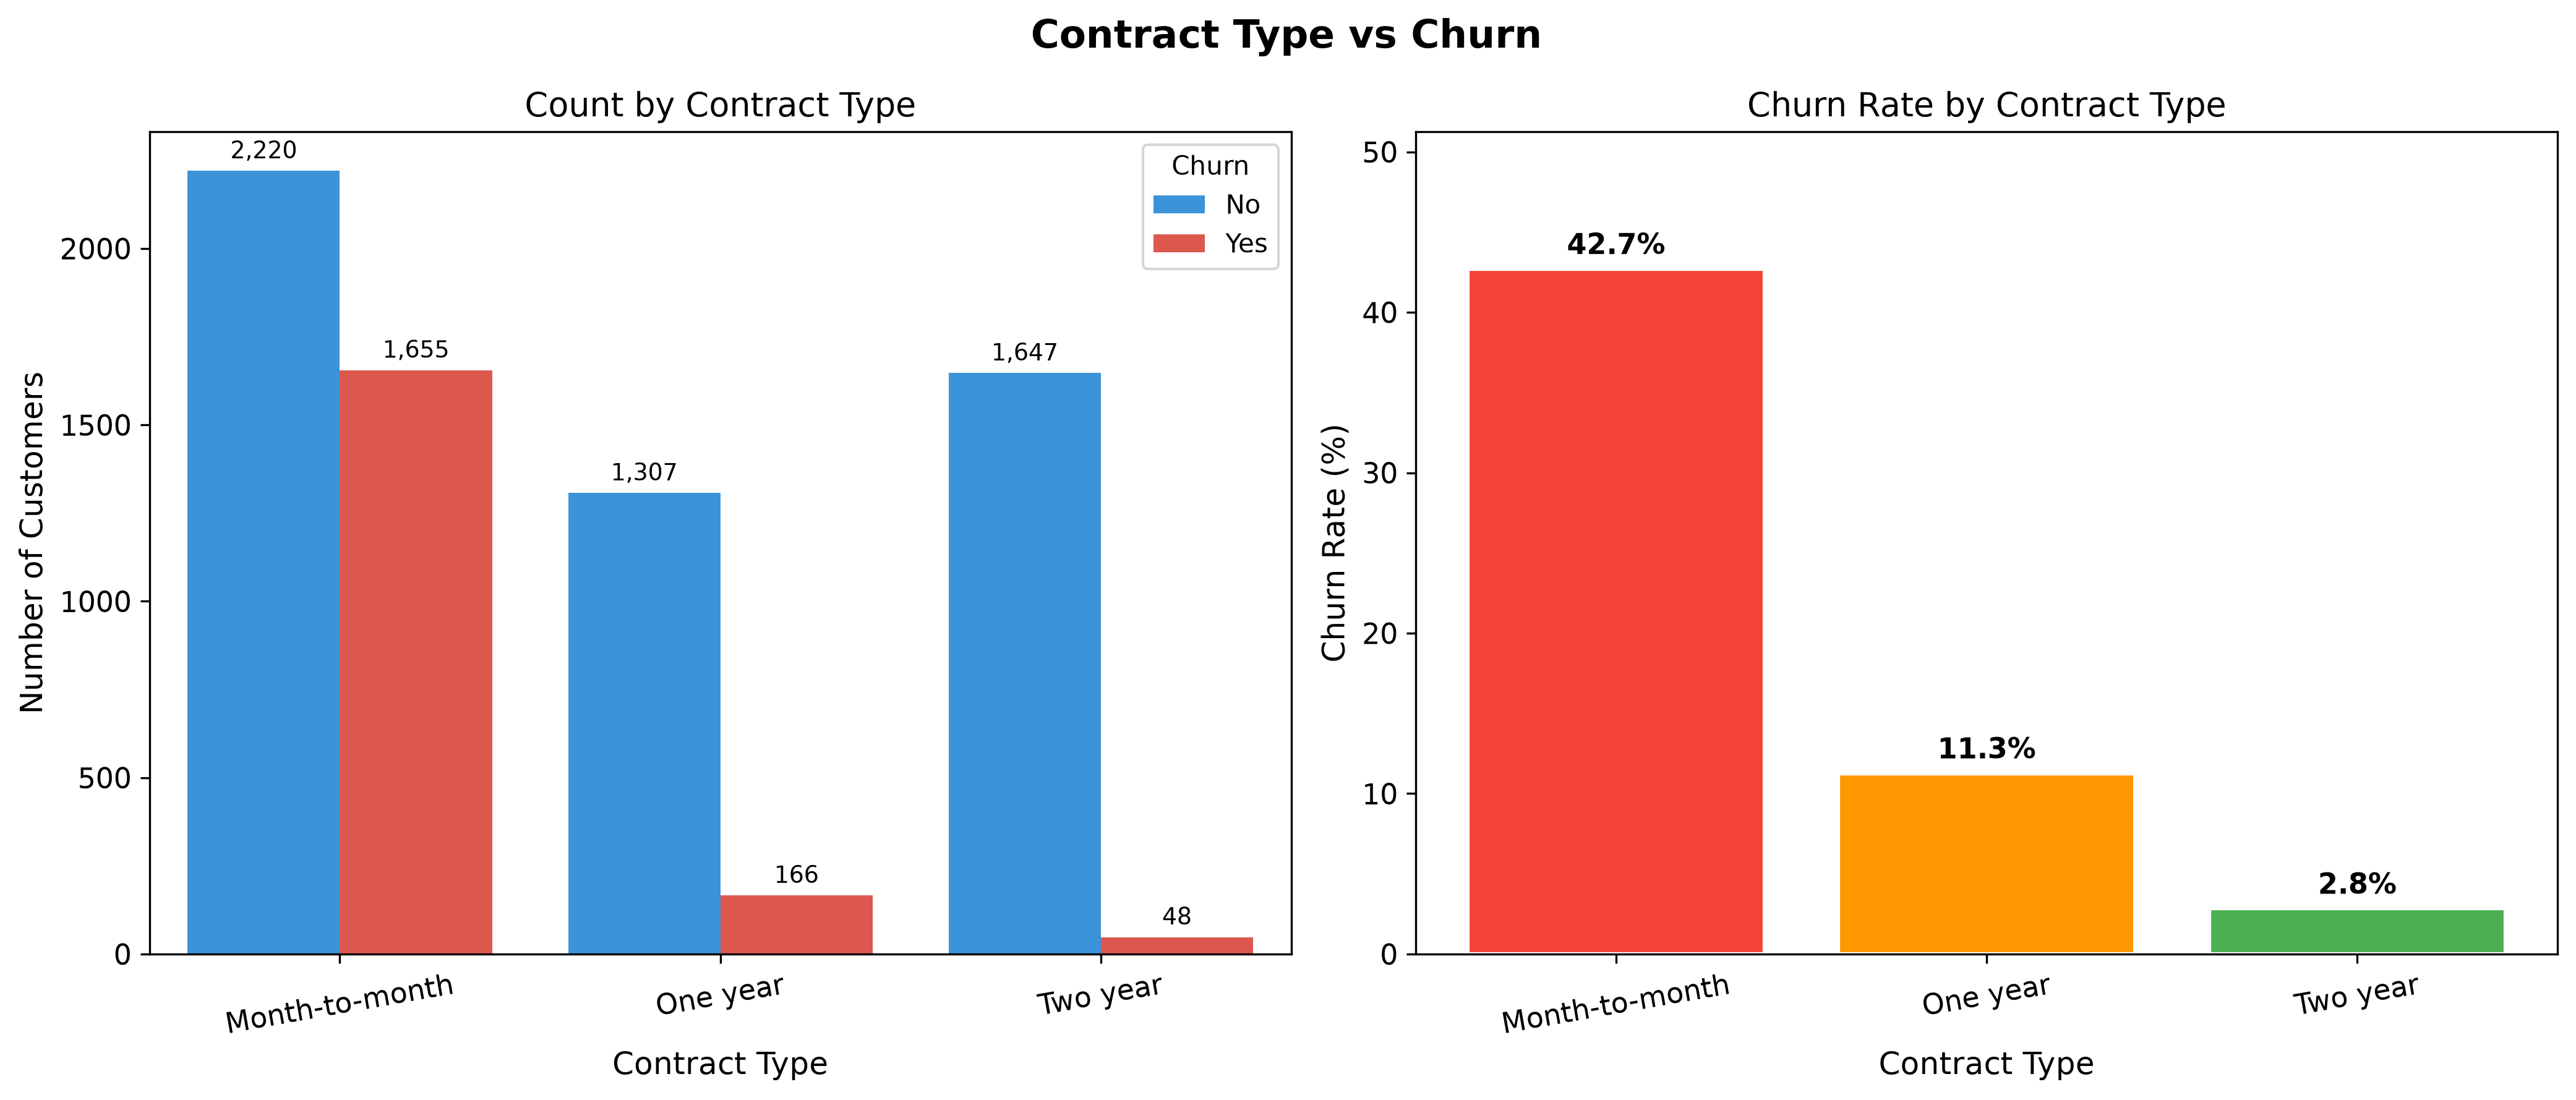 Contract Type vs Churn
Count by Contract Type
Number of Customers
2000
1500
1000
500
0
2,220
1,655
1,307
166
1,647
48
Churn
No
Yes
Month-to-month
One year
Two year
Contract Type
Churn Rate by Contract Type
Churn Rate (%)
50
40
30
20
10
0
42.7%
11.3%
2.8%
Month-to-month
One year
Two year
Contract Type